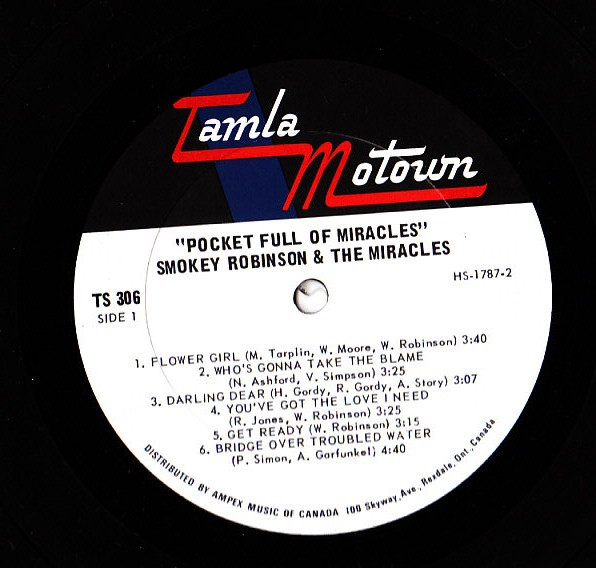 Tamla
Motown
"POCKET FULL OF MIRACLES"
SMOKEY ROBINSON & THE MIRACLES
HS-1787-2
TS 306
SIDE 1
1. FLOWER GIRL (M. Tarplin, W. Moore, W. Robinson) 3:40
2. WHO'S GONNA TAKE THE BLAME
(N. Ashford, V. Simpson) 3:25
3. DARLING DEAR (H. Gordy, R. Gordy, A. Story) 3:07
4. YOU'VE GOT THE LOVE I NEED
(R. Jones, W. Robinson) 3:25
5. GET READY (W. Robinson) 3:15
6. BRIDGE OVER TROUBLED WATER
(P. Simon, A. Garfunkel) 4:40
DISTRIBUTED BY AMPEX MUSIC OF CANADA 100 Skyway, Ave., Rexdale, Ont., Canada